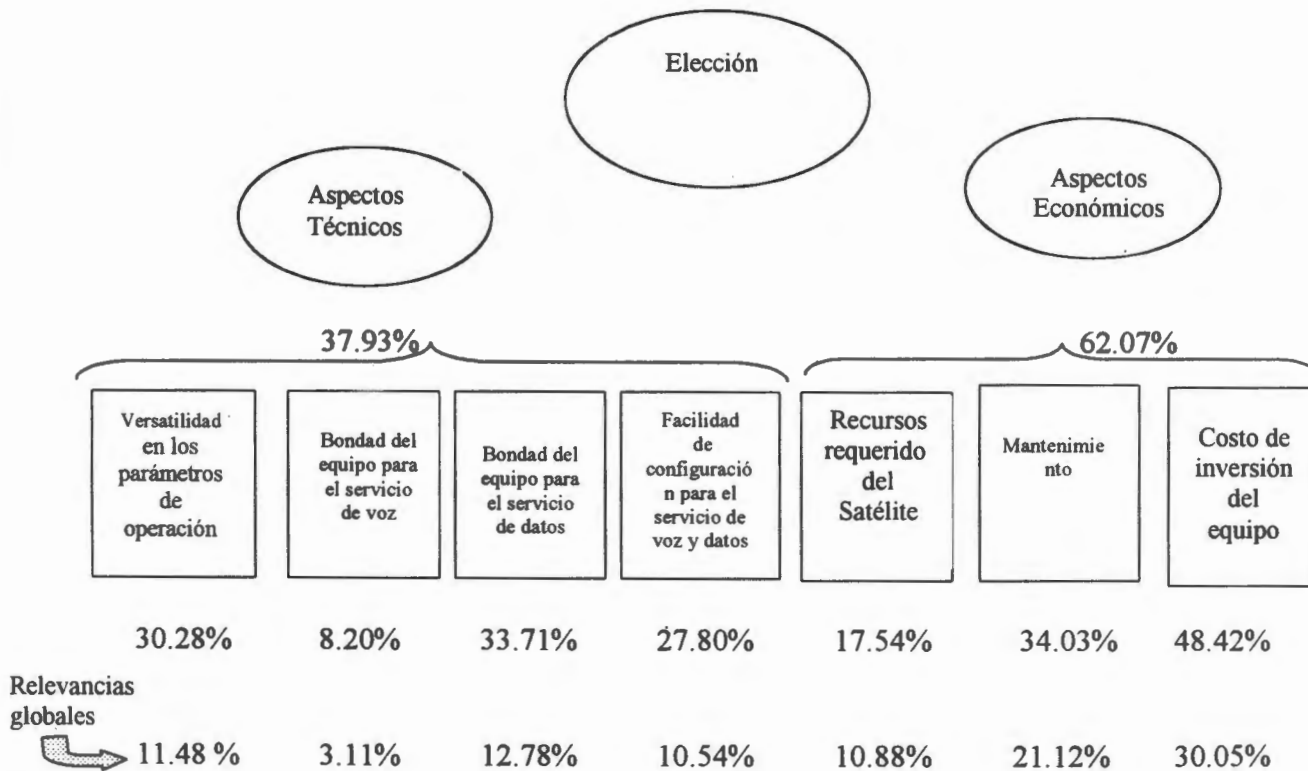 Elección
Aspectos
Técnicos
Aspectos
Económicos
37.93%
62.07%
Versatilidad
en los
parámetros
de
operación
Bondad del
equipo para
el servicio
de voz
Bondad del
equipo para
el servicio
de datos
Facilidad
de
configuració
n para el
servicio de
voz y datos
Recursos
requerido
del
Satélite
Mantenimie
nto
Costo de
inversión
del
equipo
30.28% 8.20% 33.71% 27.80% 17.54% 34.03% 48.42%
Relevancias
globales
11.48 % 3.11% 12.78% 10.54% 10.88% 21.12% 30.05%